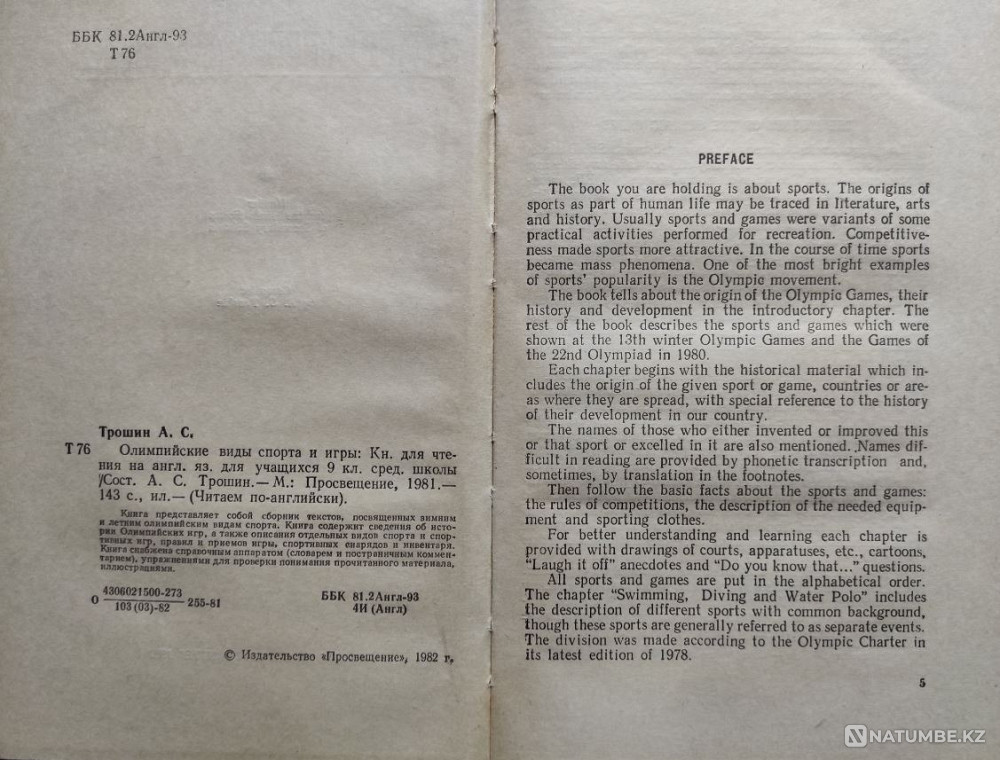 ББК 81.2Англ-93
Т 76
Трошин А. С.
Т 76 Олимпийские виды спорта и игры: Кн. для чте-
ния на англ. яз. для учащихся 9 кл. сред. школы
/Сост. А. С. Трошин.— М.: Просвещение, 1981.—
143 с., ил.— (Читаем по-английски).
Книга представляет собой сборник текстов, посвященных зимним
и летним олимпийским видам спорта. Книга содержит сведения об исто-
рии Олимпийских игр, а также описания отдельных видов спорта и спор-
тивных игр, правил и приемов игры, спортивных снарядов и инвентаря.
Книга снабжена справочным аппаратом (словарем и постраничным коммен-
тарием), упражнениями для проверки понимания прочитанного материала,
иллюстрациями.
О 4306021500-273
103 (03)-82 255-81
ББК 81.2Англ-93
4И (Англ)
© Издательство «Просвещение», 1982 г.
PREFACE
The book you are holding is about sports. The origins of
sports as part of human life may be traced in literature, arts
and history. Usually sports and games were variants of some
practical activities performed for recreation. Competitive-
ness made sports more attractive. In the course of time sports
became mass phenomena. One of the most bright examples
of sports' popularity is the Olympic movement.
The book tells about the origin of the Olympic Games, their
history and development in the introductory chapter. The
rest of the book describes the sports and games which were
shown at the 13th winter Olympic Games and the Games of
the 22nd Olympiad in 1980.
Each chapter begins with the historical material which in-
cludes the origin of the given sport or game, countries or are-
as where they are spread, with special reference to the history
of their development in our country.
The names of those who either invented or improved this
or that sport or excelled in it are also mentioned. Names dif-
ficult in reading are provided by phonetic transcription and,
sometimes, by translation in the footnotes.
Then follow the basic facts about the sports and games:
the rules of competitions, the description of the needed equip-
ment and sporting clothes.
For better understanding and learning each chapter is
provided with drawings of courts, apparatuses, etc., cartoons,
"Laugh it off" anecdotes and "Do you know that..." questions.
All sports and games are put in the alphabetical order.
The chapter "Swimming, Diving and Water Polo" includes
the description of different sports with common background,
though these sports are generally referred to as separate events.
The division was made according to the Olympic Charter in
its latest edition of 1978.
5
NATUMBE.KZ